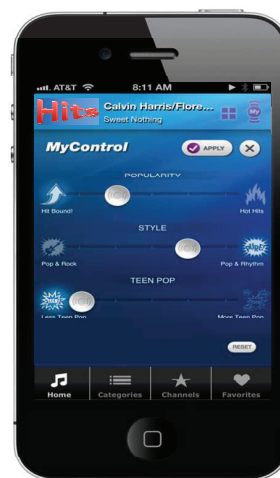 AT&T 8:11 AM
Hits
Calvin Harris/Flore...
Sweet Nothing
My
MyControl
APPLY
POPULARITY
Hit Bound!
Hot Hits
STYLE
Pop & Rock
Pop & Rhythm
TEEN POP
Less Teen Pop
More Teen Pop
RESET
Home
Categories
Channels
Favorites